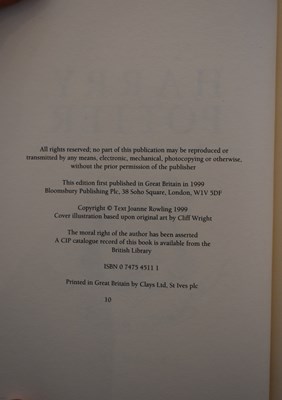 All rights reserved; no part of this publication may be reproduced or
transmitted by any means, electronic, mechanical, photocopying or otherwise,
without the prior permission of the publisher
This edition first published in Great Britain in 1999
Bloomsbury Publishing Plc, 38 Soho Square, London, W1V 5DF
Copyright © Text Joanne Rowling 1999
Cover illustration based upon original art by Cliff Wright
The moral right of the author has been asserted
A CIP catalogue record of this book is available from the
British Library
ISBN 0 7475 4511 1
Printed in Great Britain by Clays Ltd, St Ives plc
10